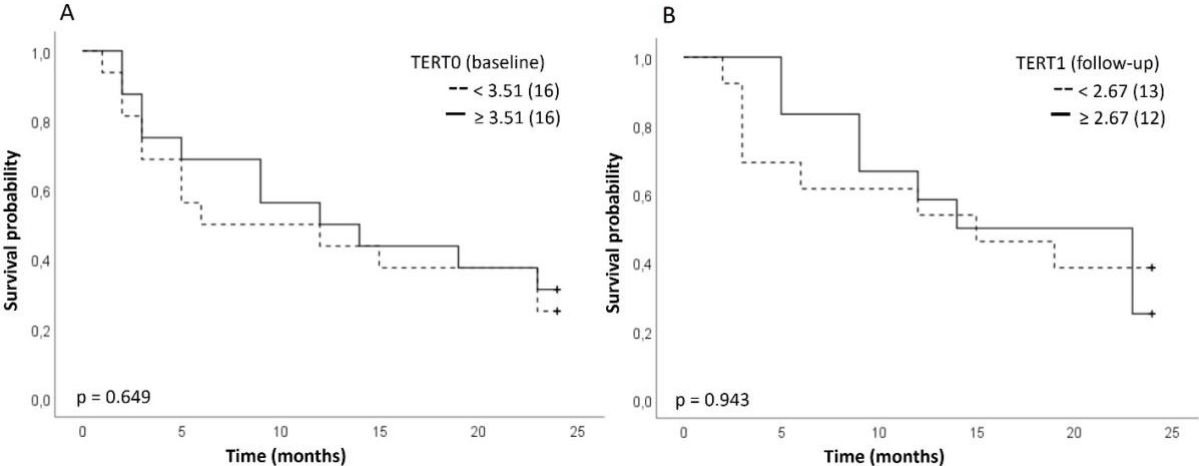 A
TERT0 (baseline)
< 3.51 (16)
≥ 3.51 (16)
Survival probability
1,0
0,8
0,6
0,4
0,2
0,0
p = 0.649
0 5 10 15 20 25
Time (months)
B
TERT1 (follow-up)
< 2.67 (13)
≥ 2.67 (12)
Survival probability
1,0
0,8
0,6
0,4
0,2
0,0
p = 0.943
0 5 10 15 20 25
Time (months)